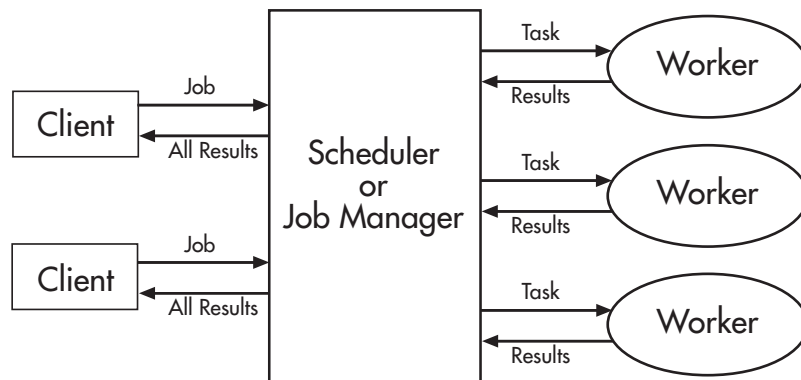 Job
Client
All Results
Job
Client
All Results
Scheduler
or
Job Manager
Task
Worker
Results
Task
Worker
Results
Task
Worker
Results